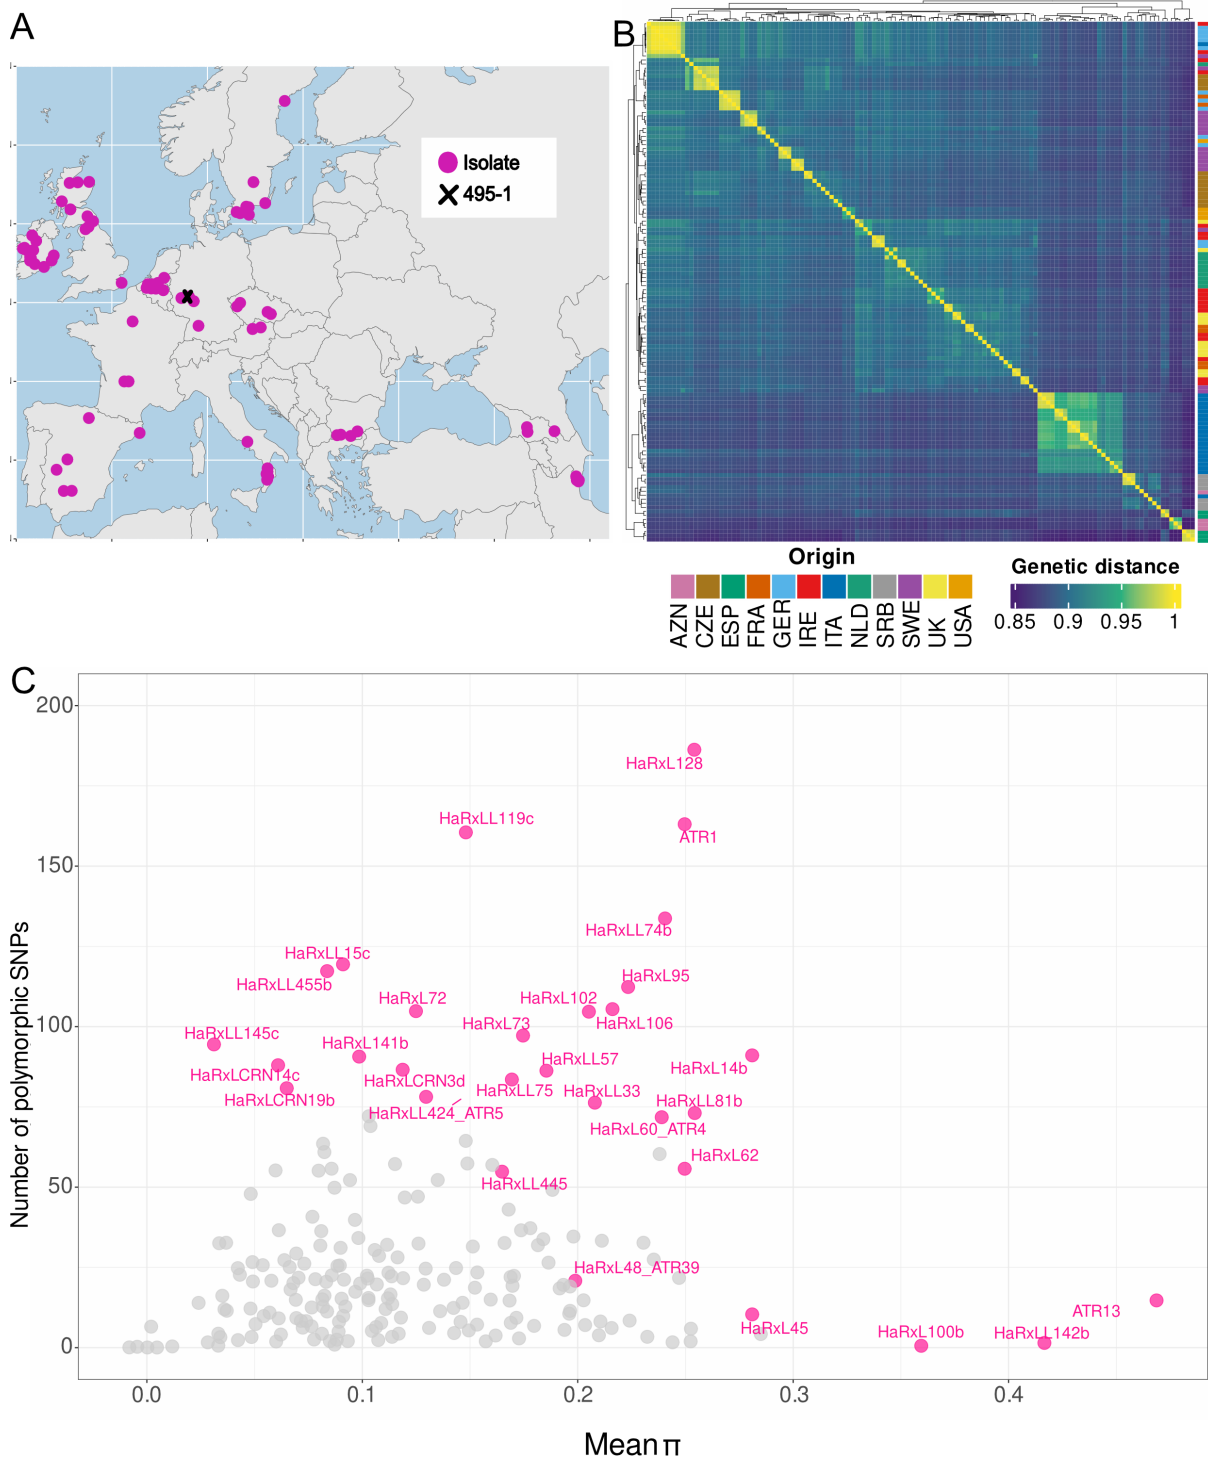 A
B
Isolate
495-1
Origin
AZN
CZE
ESP
FRA
GER
IRE
ITA
NLD
SRB
SWE
UK
USA
Genetic distance
0.85 0.9 0.95 1
C
Number of polymorphic SNPs
200
150
100
50
0
HaRxL128
HaRxLL119c
ATR1
HaRxLL74b
HaRxLL15c
HaRxLL455b
HaRxL95
HaRxL72
HaRxL102
HaRxL73
HaRxL106
HaRxLL145c
HaRxL141b
HaRxLL57
HaRxL14b
HaRxLCRN14c
HaRxLCRN3d
HaRxLL75
HaRxLL33
HaRxLCRN19b
HaRxLL81b
HaRxLL424_ATR5
HaRxL60_ATR4
HaRxL62
HaRxLL445
HaRxL48_ATR39
ATR13
HaRxL45
HaRxL100b
HaRxLL142b
0.0 0.1 0.2 0.3 0.4
Mean π